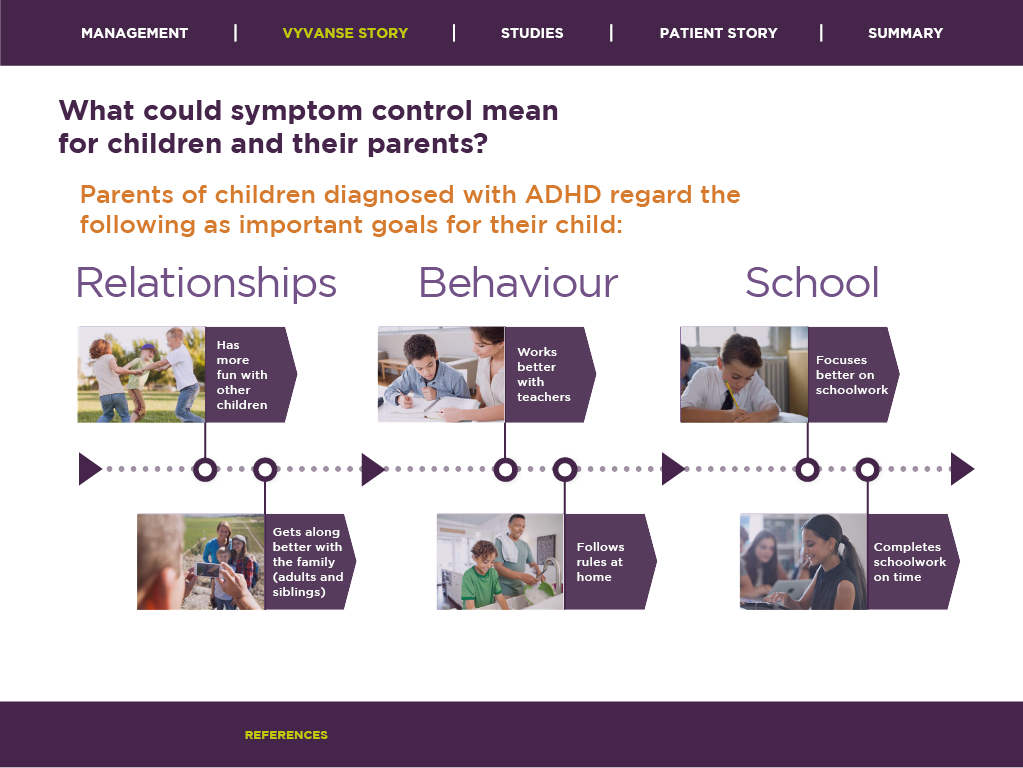 MANAGEMENT | VYVANSE STORY | STUDIES | PATIENT STORY | SUMMARY
What could symptom control mean
for children and their parents?
Parents of children diagnosed with ADHD regard the
following as important goals for their child:
Relationships
Has
more
fun with
other
children
Gets along
better with
the family
(adults and
siblings)
Behaviour
Works
better
with
teachers
Follows
rules at
home
School
Focuses
better on
schoolwork
Completes
schoolwork
on time
REFERENCES